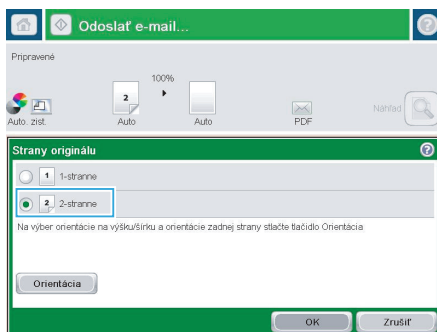 Odoslať e-mail...
Pripravené
100%
2
Auto. zist.
Auto
Auto
PDF
Náhľad
Strany originálu
1 1-stranne
2 2-stranne
Na výber orientácie na výšku/šírku a orientácie zadnej strany stlačte tlačidlo Orientácia
Orientácia
OK
Zrušiť